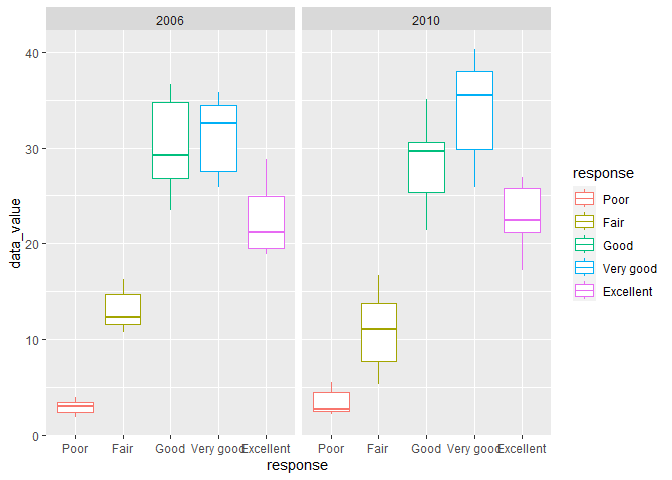 2006 2010
40
30
20
10
0
data_value
Poor Fair Good Very good Excellent Poor Fair Good Very good Excellent
response
response
Poor
Fair
Good
Very good
Excellent